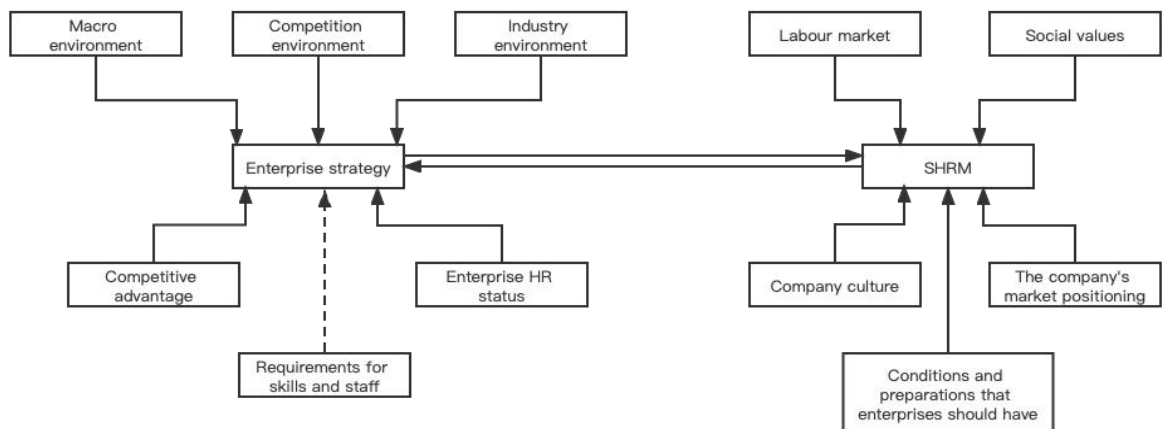 Macro
environment
Competition
environment
Industry
environment
Labour market
Social values
Enterprise strategy
SHRM
Competitive
advantage
Enterprise HR
status
Company culture
The company's
market positioning
Requirements for
skills and staff
Conditions and
preparations that
enterprises should have